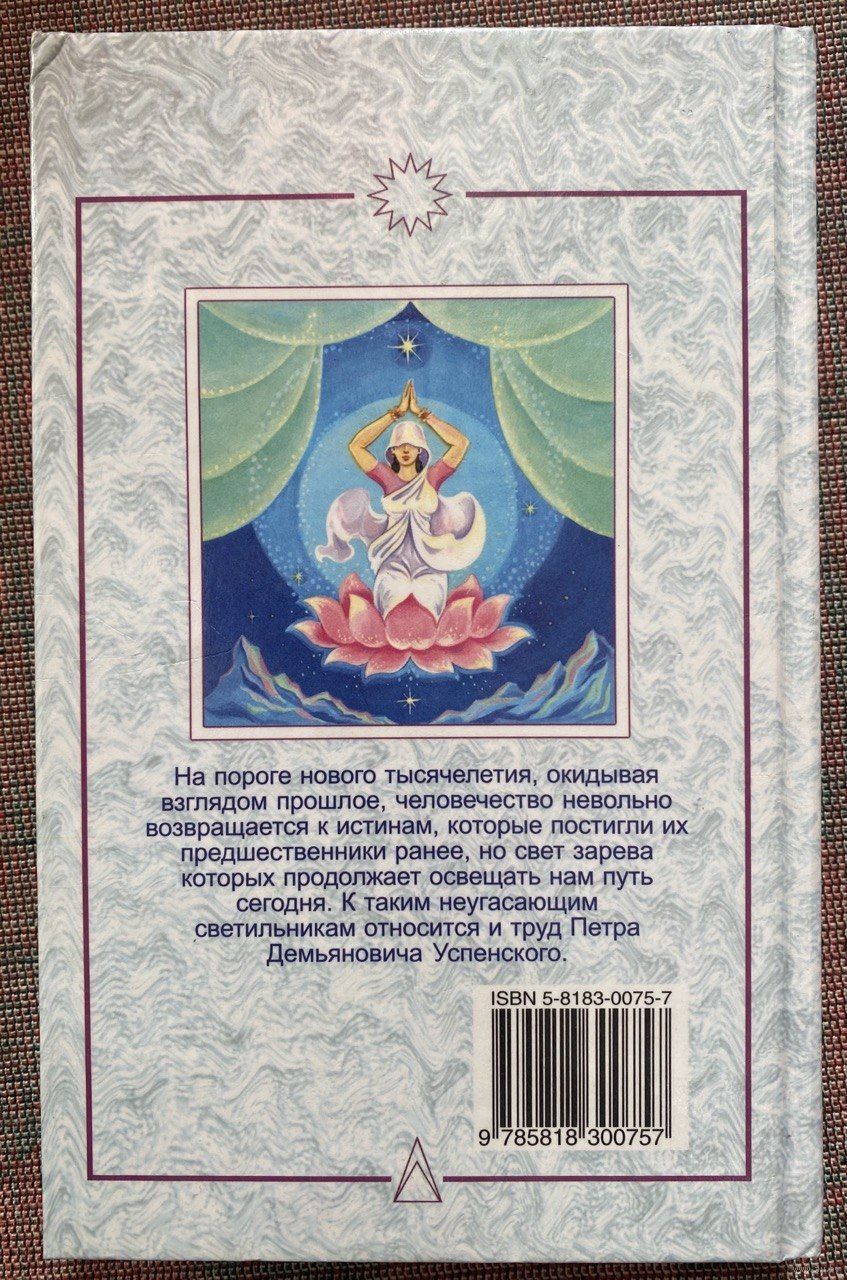 На пороге нового тысячелетия, окидывая
взглядом прошлое, человечество невольно
возвращается к истинам, которые постигли их
предшественники ранее, но свет зарева
которых продолжает освещать нам путь
сегодня. К таким неугасающим
светильникам относится и труд Петра
Демьяновича Успенского.
ISBN 5-8183-0075-7
9 785818 300757